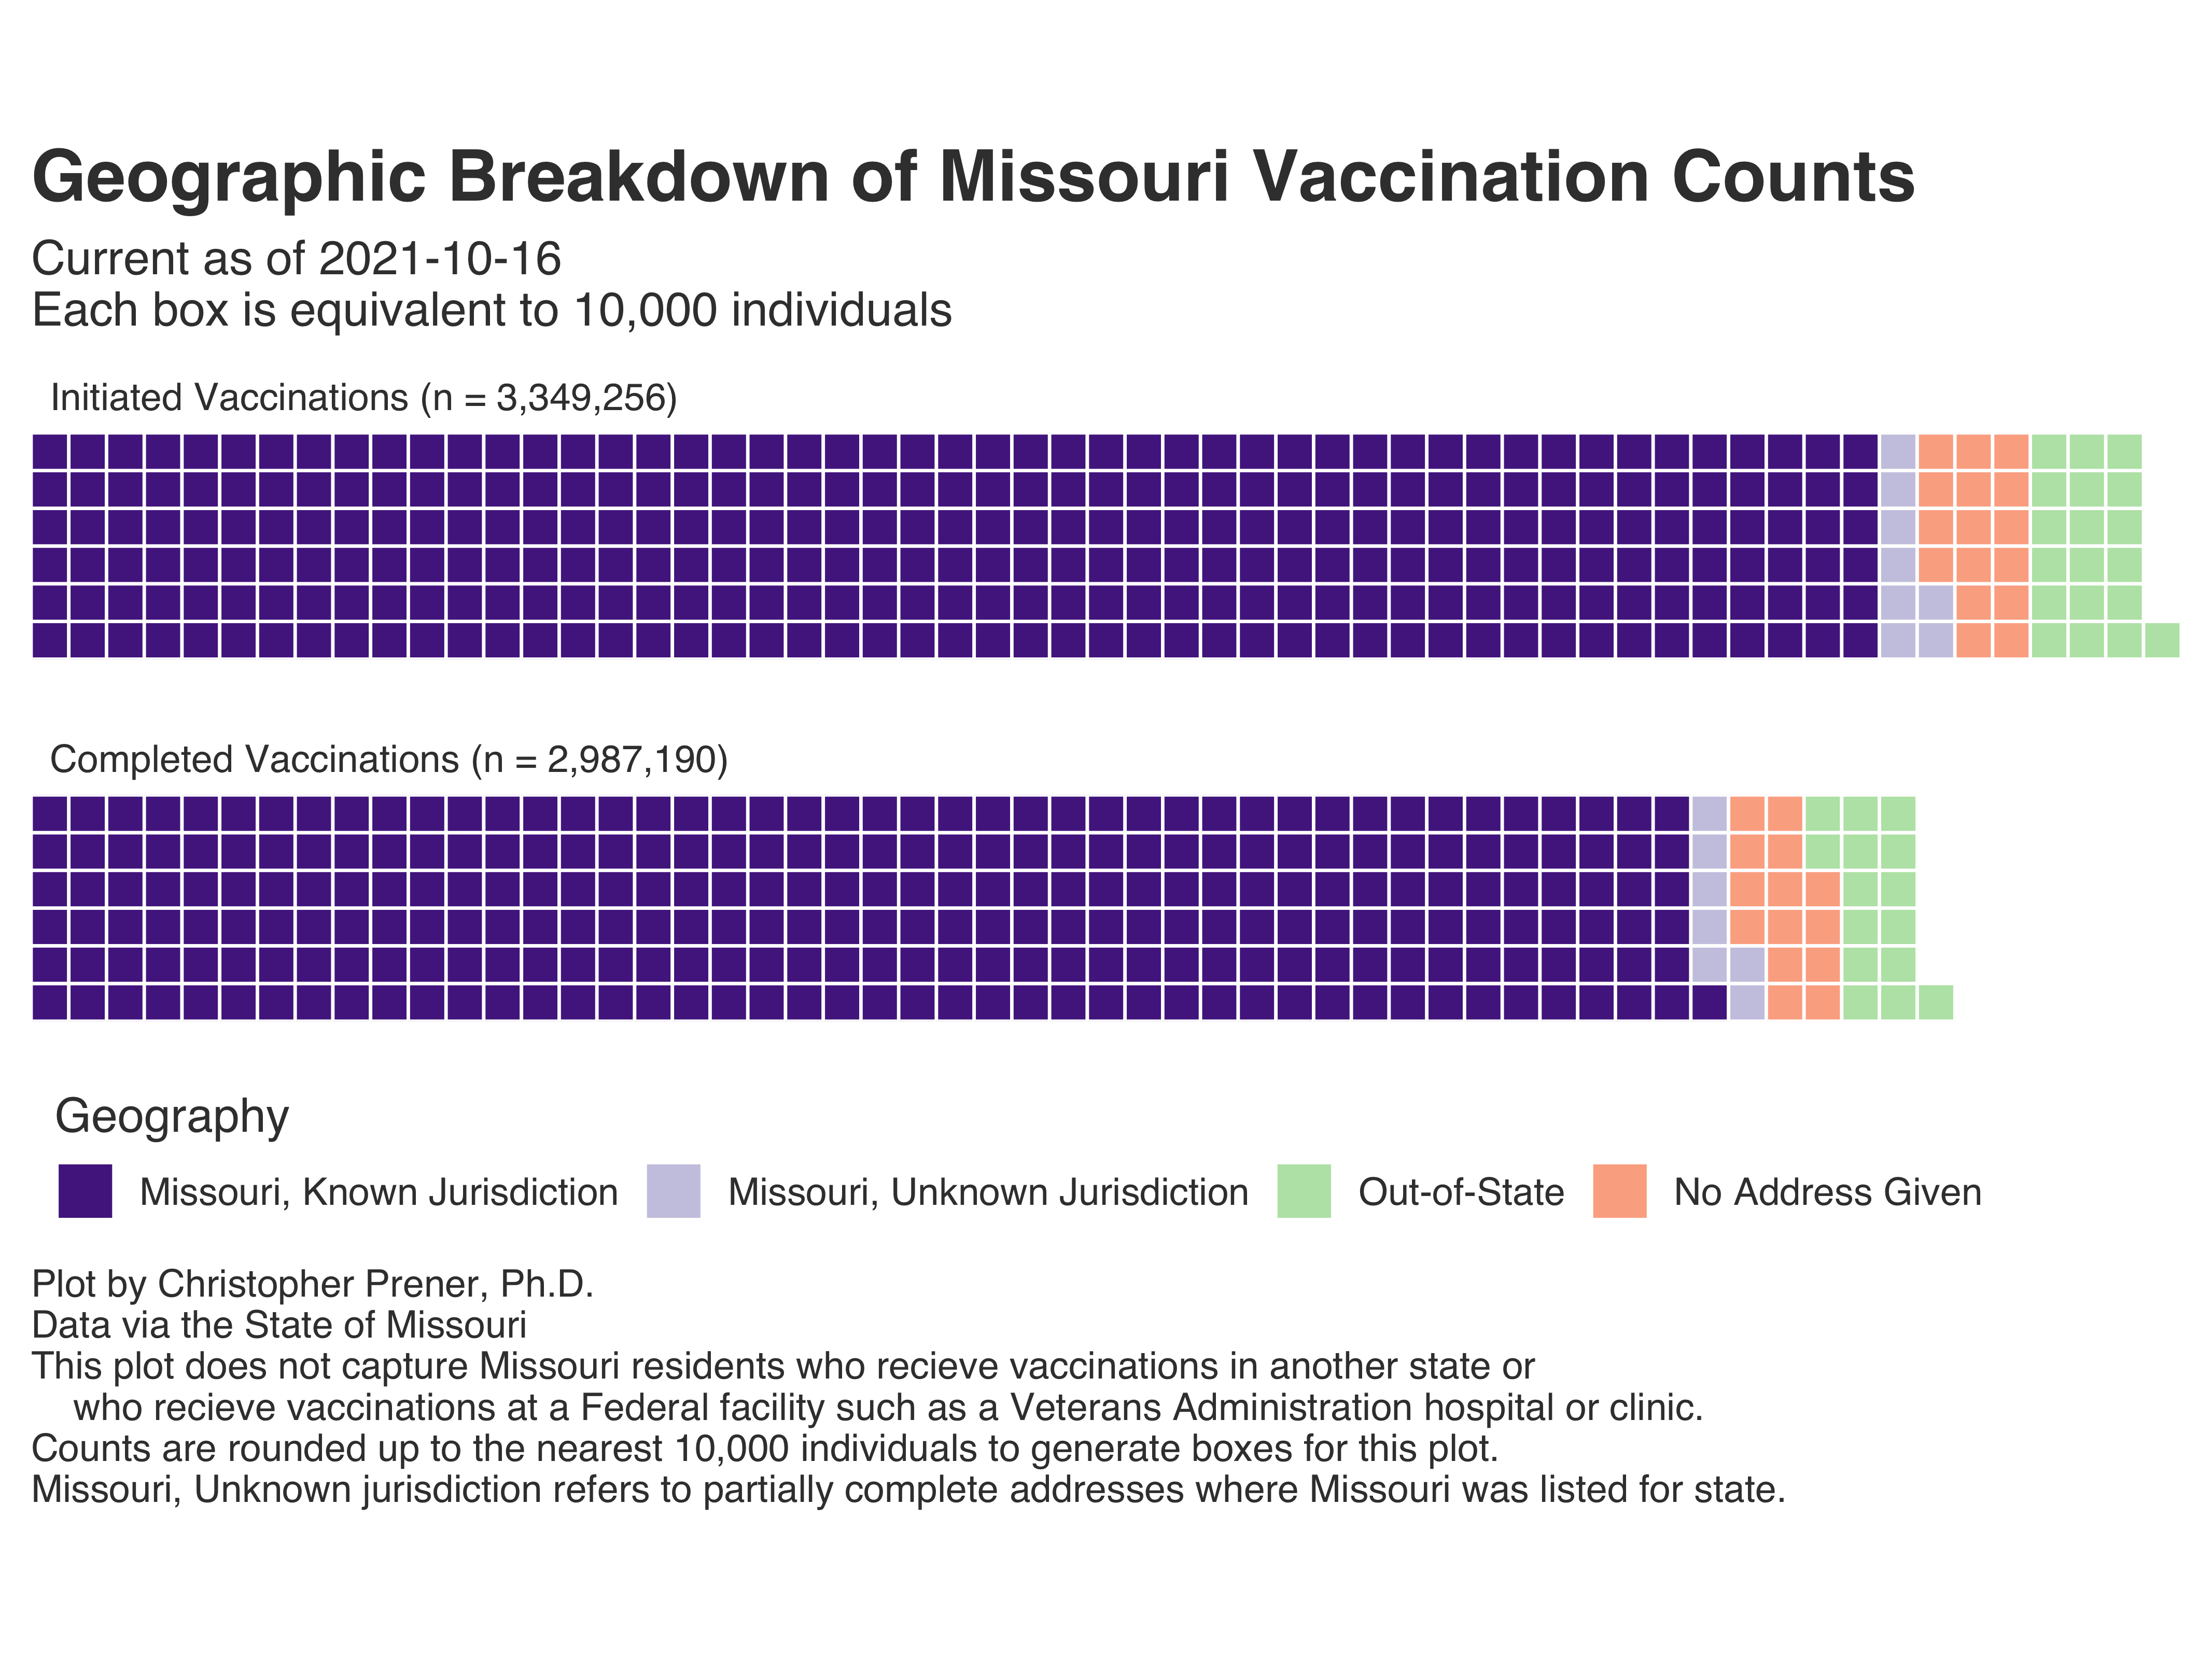 Geographic Breakdown of Missouri Vaccination Counts
Current as of 2021-10-16
Each box is equivalent to 10,000 individuals
Initiated Vaccinations (n = 3,349,256)
Completed Vaccinations (n = 2,987,190)
Geography
Missouri, Known Jurisdiction Missouri, Unknown Jurisdiction Out-of-State No Address Given
Plot by Christopher Prener, Ph.D.
Data via the State of Missouri
This plot does not capture Missouri residents who recieve vaccinations in another state or
who recieve vaccinations at a Federal facility such as a Veterans Administration hospital or clinic.
Counts are rounded up to the nearest 10,000 individuals to generate boxes for this plot.
Missouri, Unknown jurisdiction refers to partially complete addresses where Missouri was listed for state.